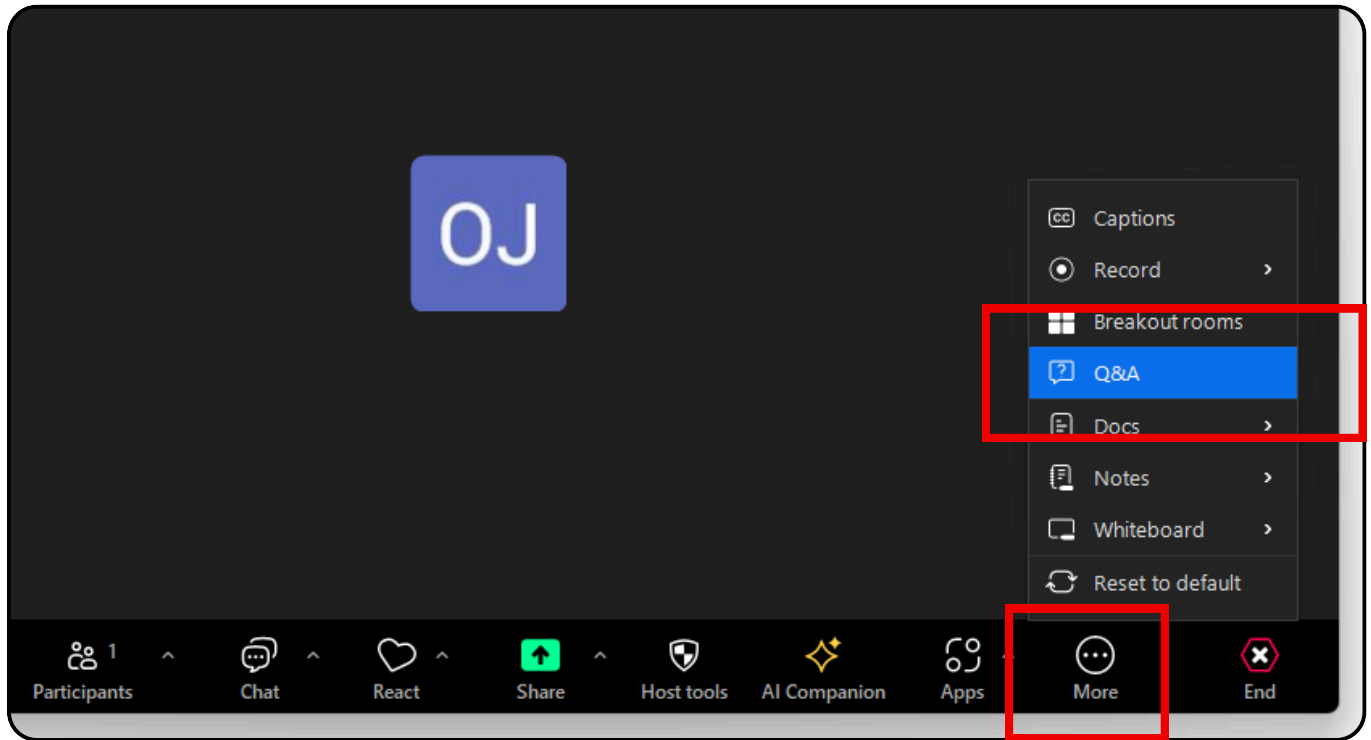 OJ
CC Captions
Record
Breakout rooms
? Q&A
Docs
Notes
Whiteboard
Reset to default
1
Participants
Chat
React
Share
Host tools
AI Companion
Apps
More
End